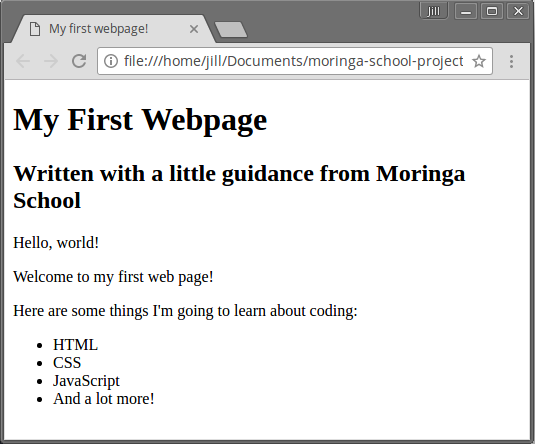 Jill
My first webpage!
file:///home/jill/Documents/moringa-school-project
My First Webpage
Written with a little guidance from Moringa
School
Hello, world!
Welcome to my first web page!
Here are some things I'm going to learn about coding:
• HTML
• CSS
• JavaScript
• And a lot more!